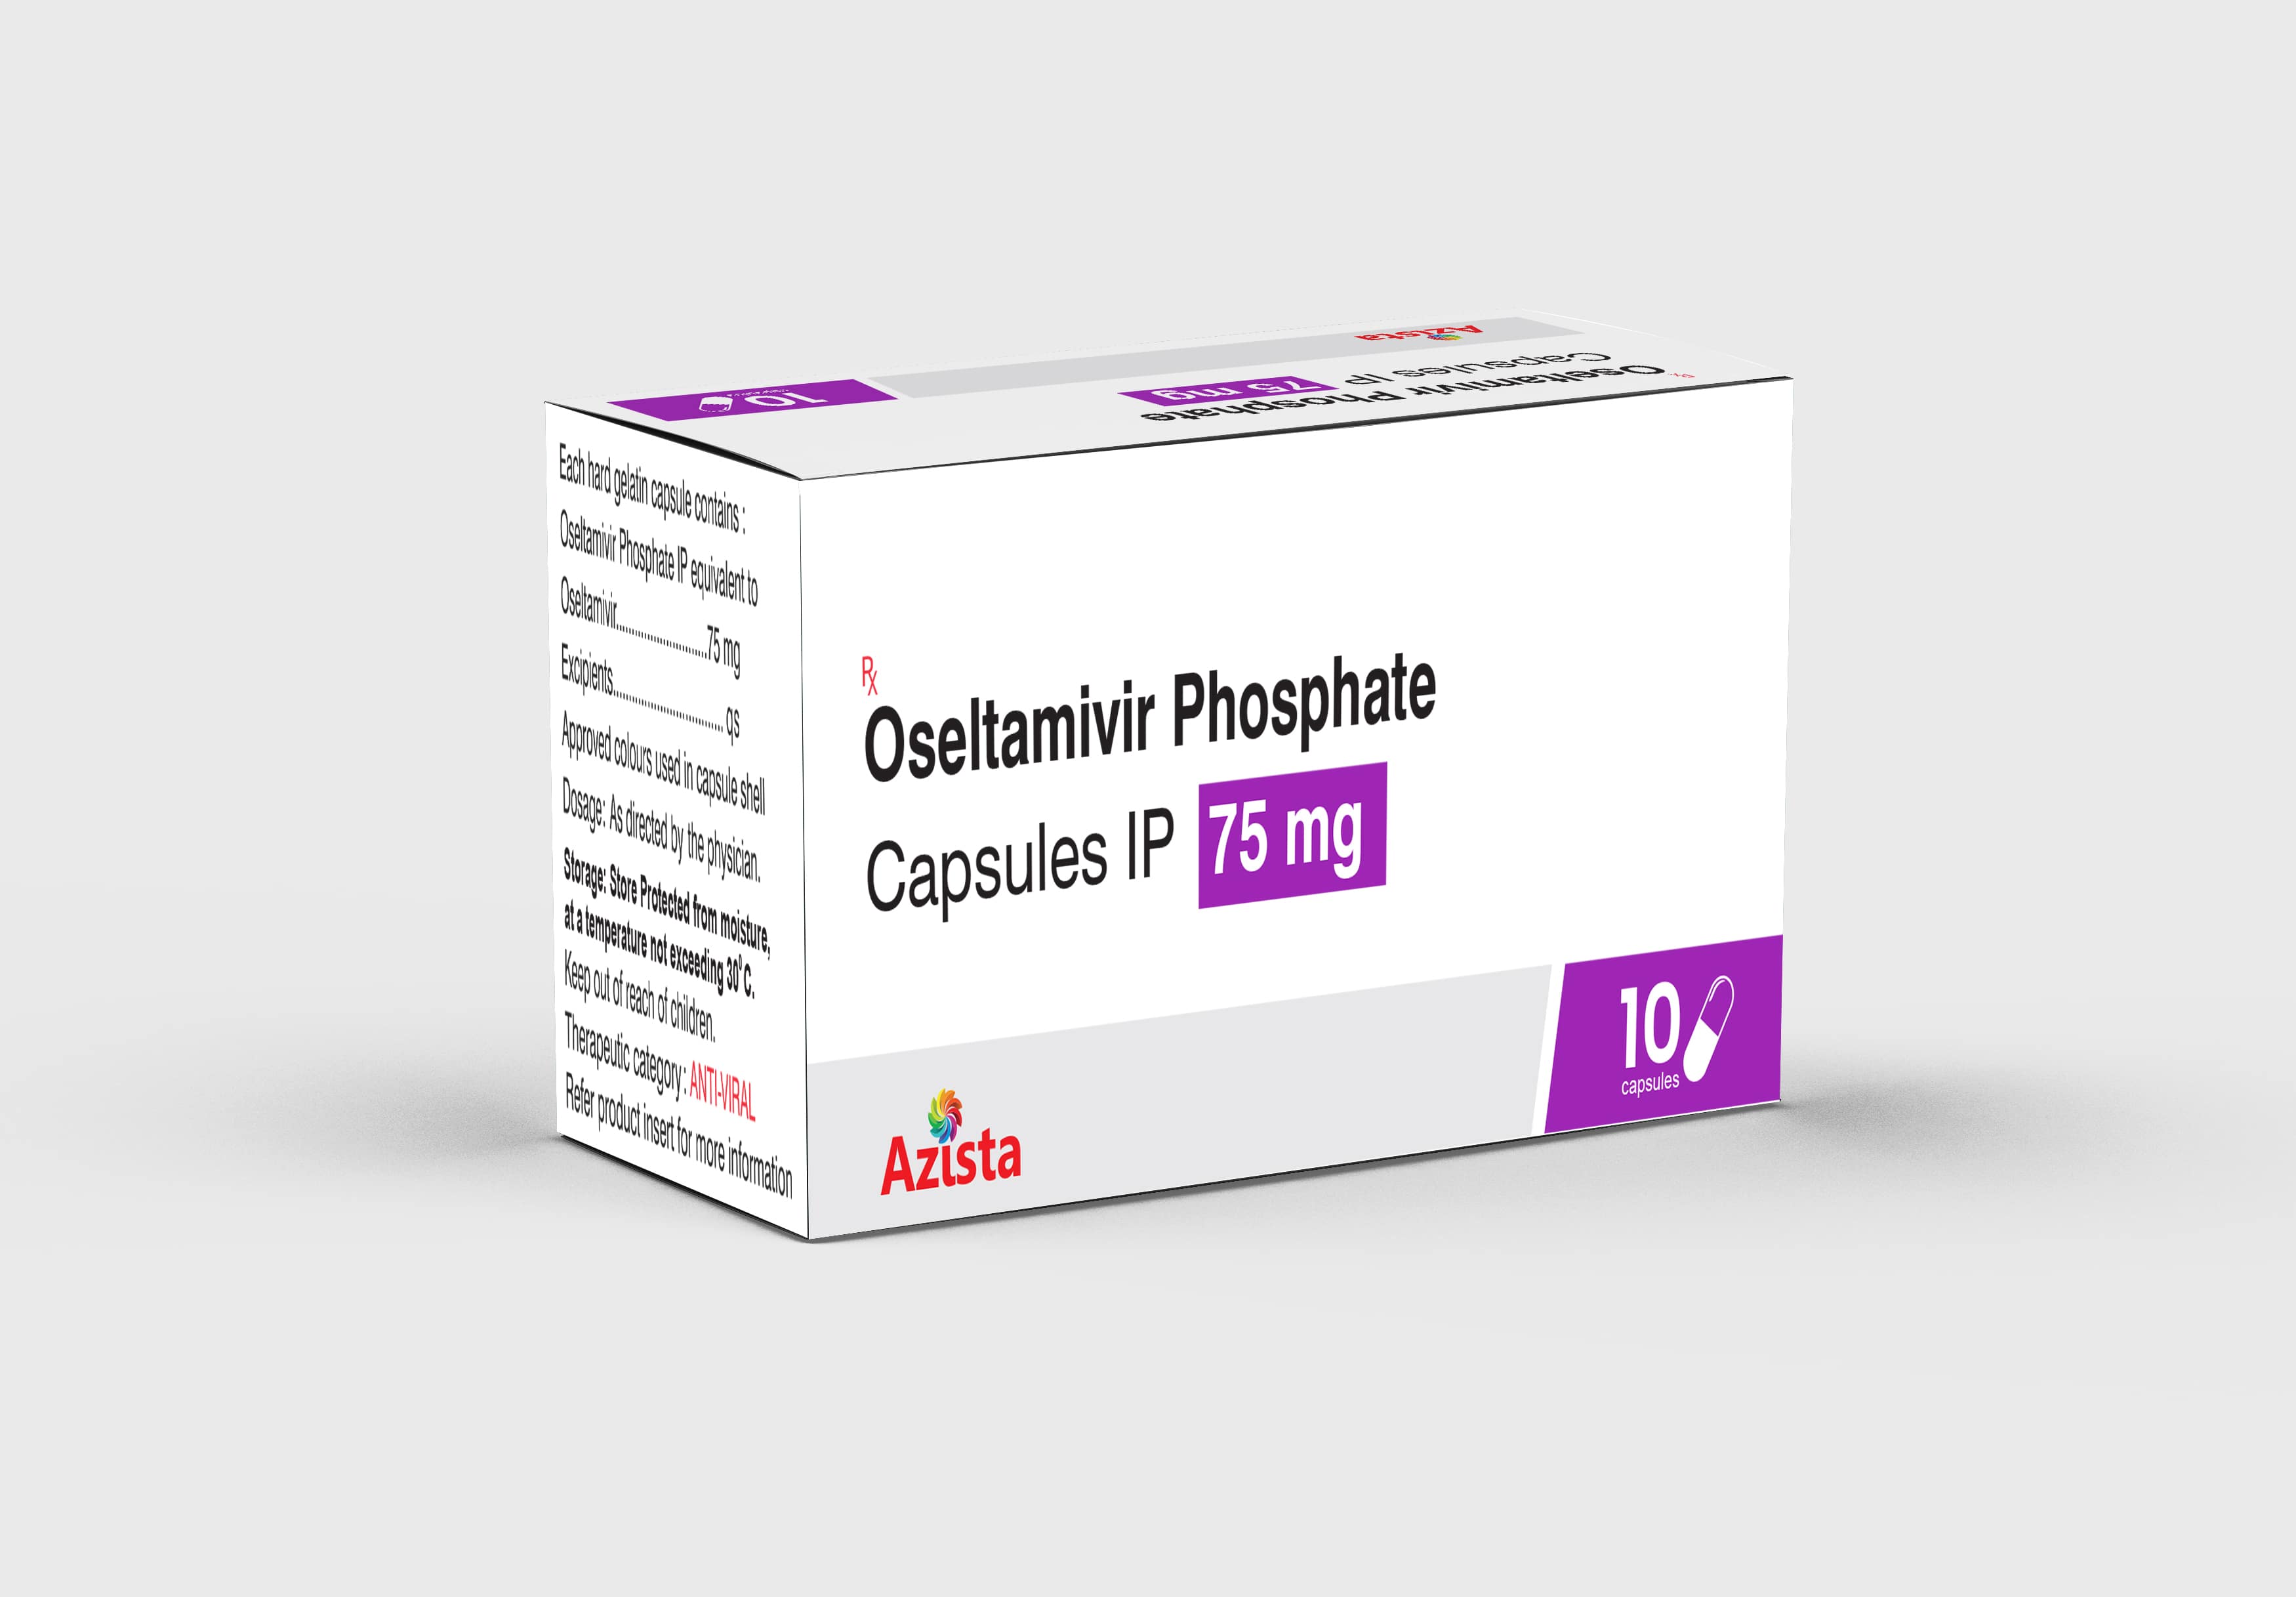 Azista
Oseltamivir Phosphate
Capsules IP 75 mg
10
Each hard gelatin capsule contains :
Oseltamivir Phosphate IP equivalent to
Oseltamivir..........................75 mg
Excipients................................ qs
Approved colours used in capsule shell
Dosage: As directed by the physician.
Storage: Store Protected from moisture,
at a temperature not exceeding 30⁰C.
Keep out of reach of children.
Therapeutic category: ANTI-VIRAL
Refer product insert for more information
Rx
Oseltamivir Phosphate
Capsules IP 75 mg
10
capsules
Azista